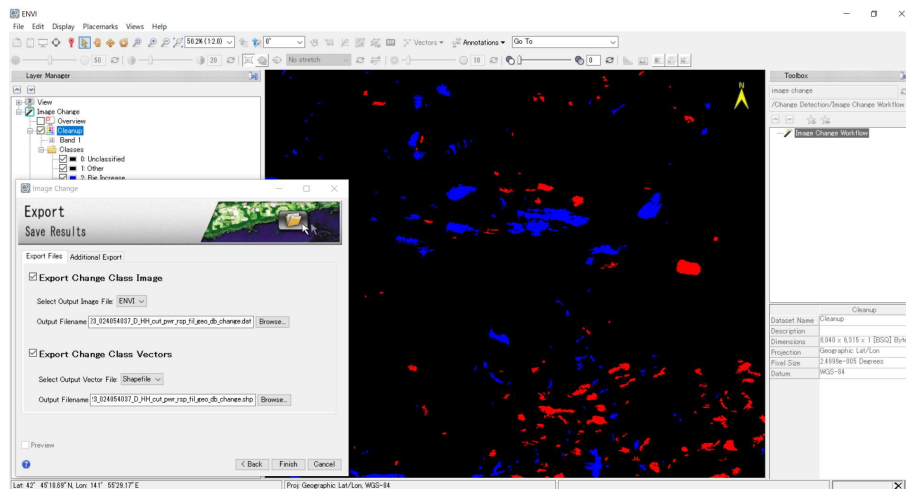 ENVI
File Edit Display Placemarks Views Help
50.2% (1:2.0) 0° Vectors Annotations Go To
50 20 No stretch 10 0
Layer Manager
View
Image Change
Overview
Cleanup
Band 1
Classes
0: Unclassified
1: Other
2: Big Increase
Image Change
Export
Save Results
Export Files Additional Export
Export Change Class Image
Select Output Image File: ENVI
Output Filename 23_024054037_D_HH_cut_pwr_rsp_fil_geo_db_change.dat Browse...
Export Change Class Vectors
Select Output Vector File: Shapefile
Output Filename 3_024054037_D_HH_cut_pwr_rsp_fil_geo_db_change.shp Browse...
Preview
< Back Finish Cancel
N
Toolbox
image change
/Change Detection/Image Change Workflow
Image Change Workflow
Cleanup
Dataset Name Cleanup
Description
Dimensions 8,040 x 6,315 x 1 [BSQ] Byte
Projection Geographic Lat/Lon
Pixel Size 2.4999e-005 Degrees
Datum WGS-84
Lat: 42° 45'18.69"N, Lon: 141° 55'29.17"E Proj: Geographic Lat/Lon, WGS-84